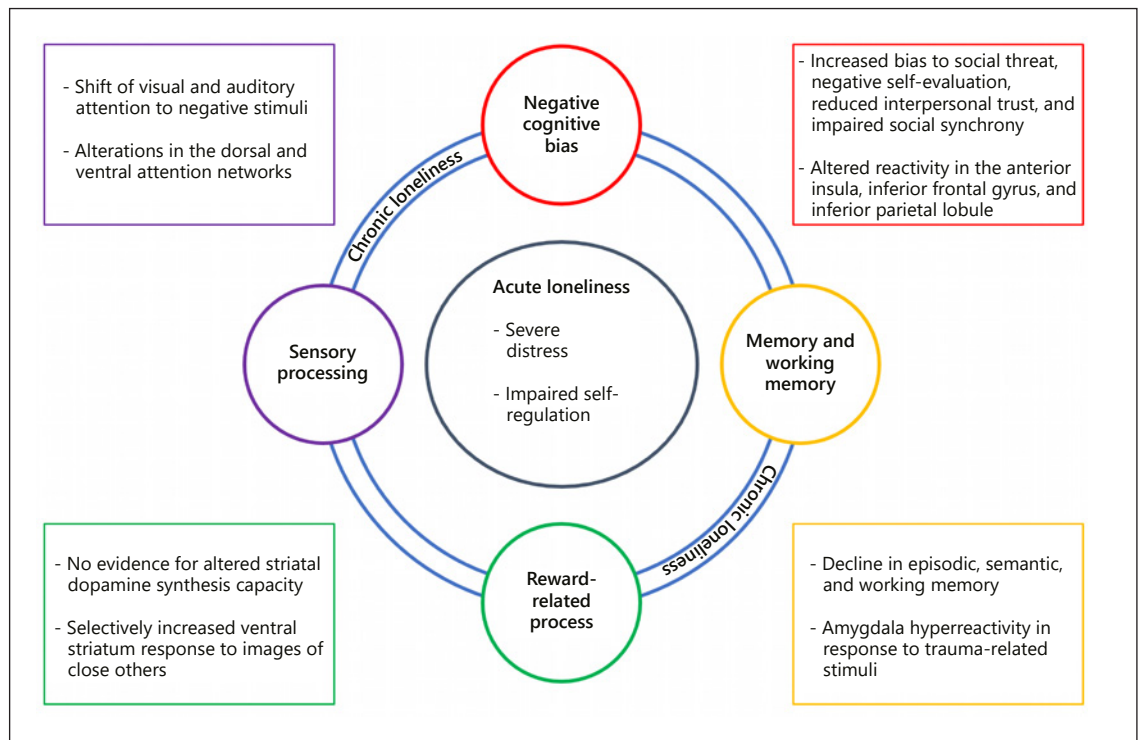 - Shift of visual and auditory
attention to negative stimuli
- Alterations in the dorsal and
ventral attention networks
Negative
cognitive
bias
- Increased bias to social threat,
negative self-evaluation,
reduced interpersonal trust, and
impaired social synchrony
- Altered reactivity in the anterior
insula, inferior frontal gyrus, and
inferior parietal lobule
Chronic loneliness
Sensory
processing
Acute loneliness
- Severe
distress
- Impaired self-
regulation
Memory and
working
memory
Chronic loneliness
- No evidence for altered striatal
dopamine synthesis capacity
- Selectively increased ventral
striatum response to images of
close others
Reward-
related
process
- Decline in episodic, semantic,
and working memory
- Amygdala hyperreactivity in
response to trauma-related
stimuli